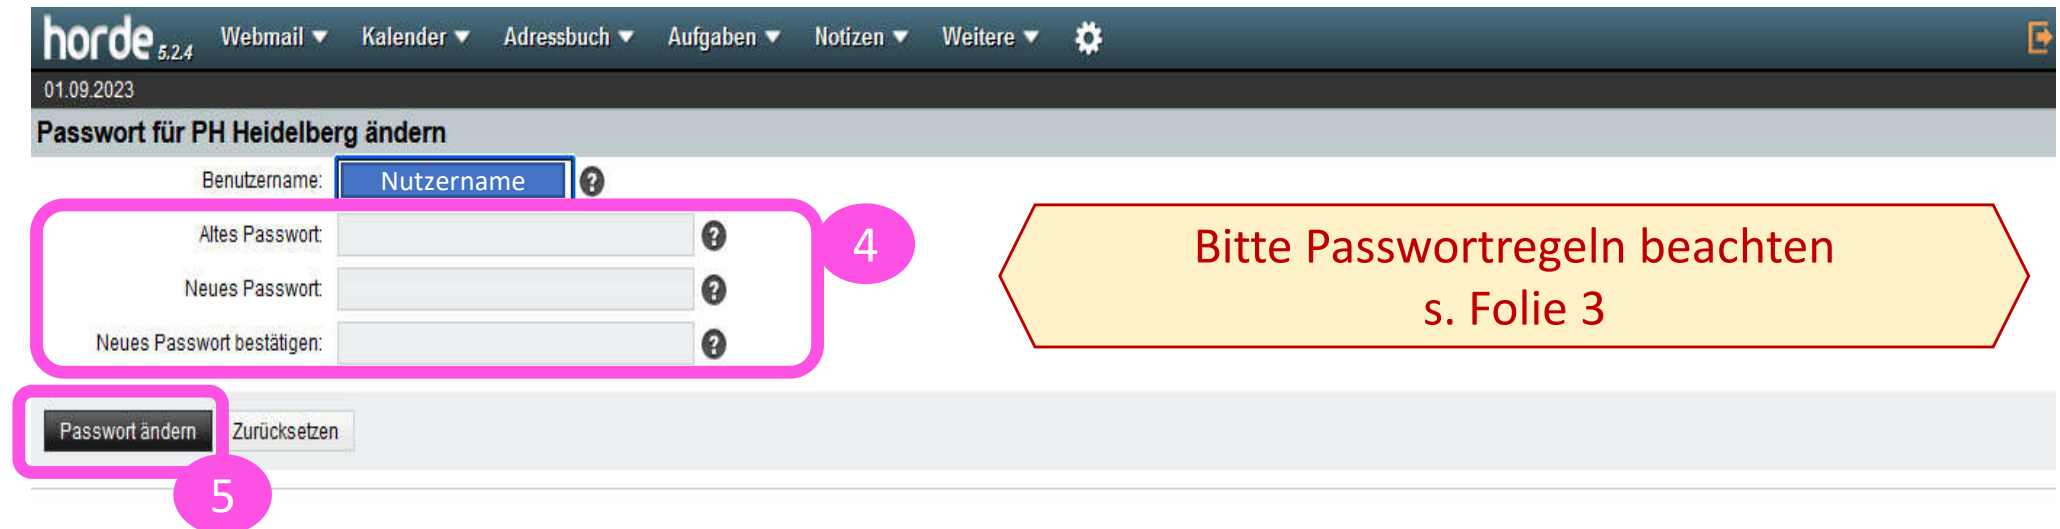 horde 5.2.4 Webmail Kalender Adressbuch Aufgaben Notizen Weitere
01.09.2023
Passwort für PH Heidelberg ändern
Benutzername: Nutzername ?
Altes Passwort: ?
4
Neues Passwort: ?
Neues Passwort bestätigen: ?
Bitte Passwortregeln beachten
s. Folie 3
Passwort ändern Zurücksetzen
5